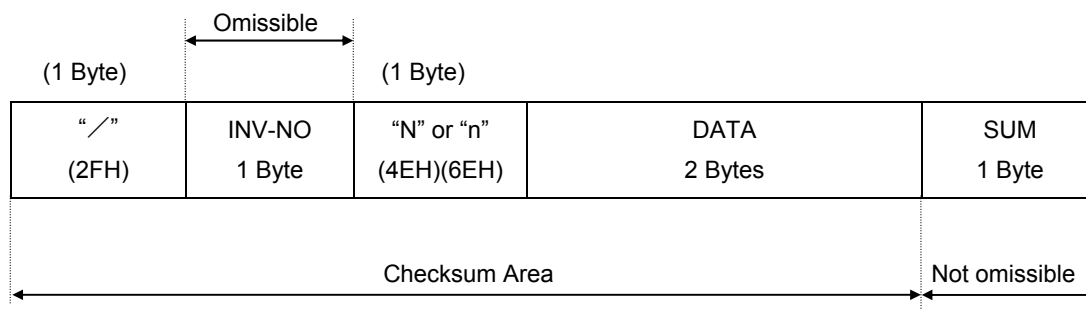 Omissible
(1 Byte) (1 Byte)
“／” INV-NO “N” or “n” DATA SUM
(2FH) 1 Byte (4EH)(6EH) 2 Bytes 1 Byte
Checksum Area Not omissible